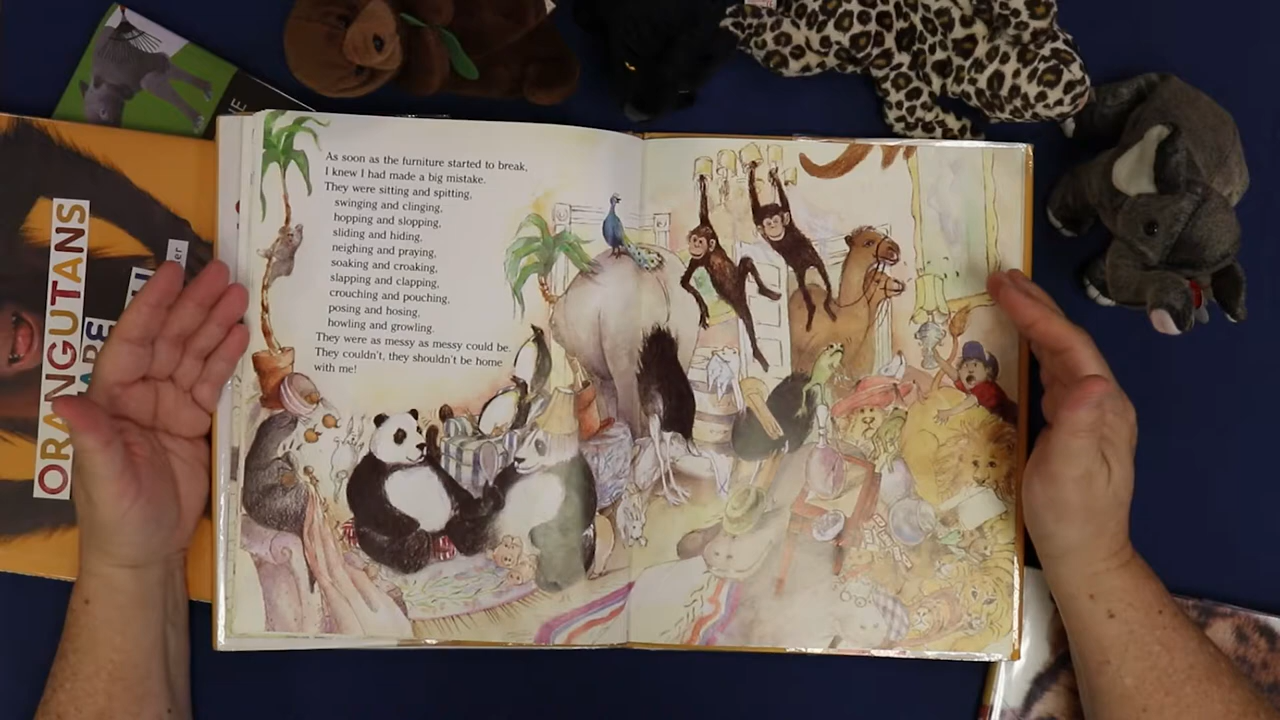 As soon as the furniture started to break,
I knew I had made a big mistake.
They were sitting and spitting,
swinging and clinging,
hopping and slopping,
sliding and hiding,
neighing and praying,
soaking and croaking,
slapping and clapping,
crouching and pouching,
posing and hosing,
howling and growling.
They were as messy as messy could be.
They couldn't, they shouldn't be home
with me!
ORANGUTANS
ARE